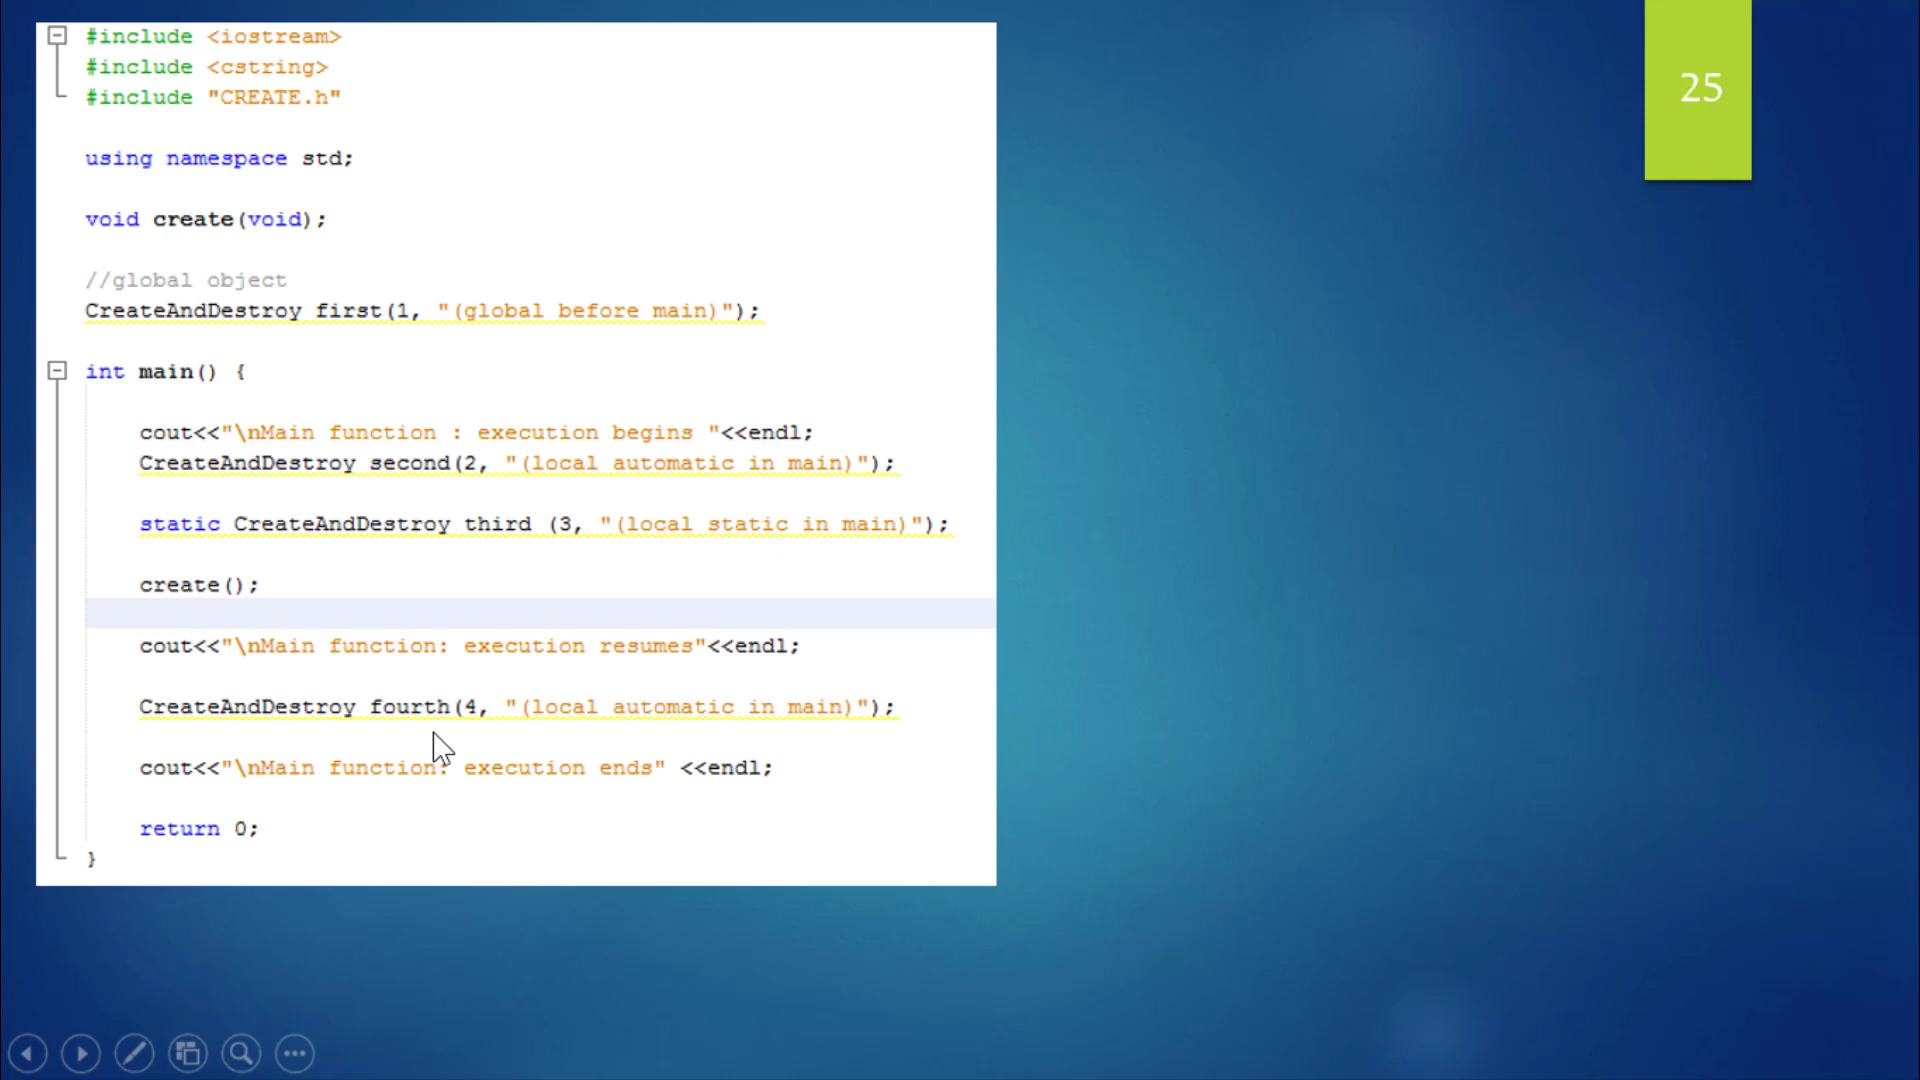 #include <iostream>
#include <cstring>
#include "CREATE.h"
using namespace std;
void create(void);
//global object
CreateAndDestroy first(1, "(global before main)");
int main() {
cout<<"\nMain function : execution begins "<<endl;
CreateAndDestroy second(2, "(local automatic in main)");
static CreateAndDestroy third (3, "(local static in main)");
create();
cout<<"\nMain function: execution resumes"<<endl;
CreateAndDestroy fourth(4, "(local automatic in main)");
cout<<"\nMain function: execution ends" <<endl;
return 0;
}
25